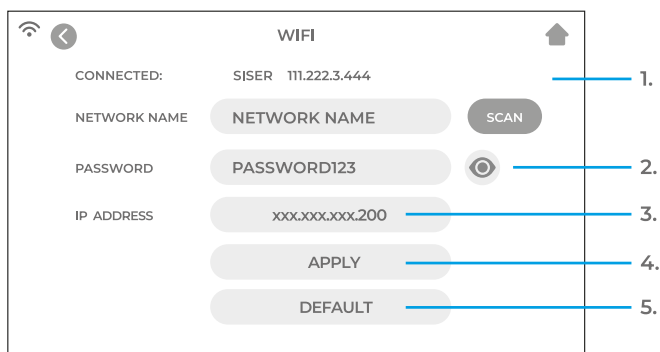 WIFI
CONNECTED: SISER 111.222.3.444 1.
NETWORK NAME NETWORK NAME SCAN
PASSWORD PASSWORD123 2.
IP ADDRESS xxx.xxx.xxx.200 3.
APPLY 4.
DEFAULT 5.